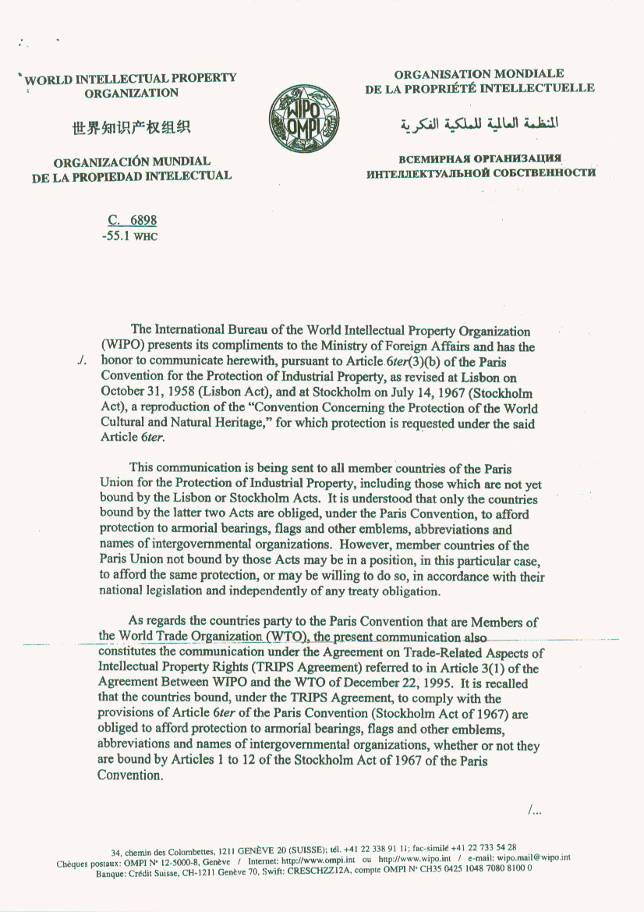 WORLD INTELLECTUAL PROPERTY
ORGANIZATION
世界知识产权组织
ORGANIZACIÓN MUNDIAL
DE LA PROPIEDAD INTELECTUAL
WIPO
OMPI
ORGANISATION MONDIALE
DE LA PROPRIÉTÉ INTELLECTUELLE
المنظمة العالمية للملكية الفكرية
ВСЕМИРНАЯ ОРГАНИЗАЦИЯ
ИНТЕЛЛЕКТУАЛЬНОЙ СОБСТВЕННОСТИ
C. 6898
-55.1 WHC
The International Bureau of the World Intellectual Property Organization
(WIPO) presents its compliments to the Ministry of Foreign Affairs and has the
./. honor to communicate herewith, pursuant to Article 6ter(3)(b) of the Paris
Convention for the Protection of Industrial Property, as revised at Lisbon on
October 31, 1958 (Lisbon Act), and at Stockholm on July 14, 1967 (Stockholm
Act), a reproduction of the “Convention Concerning the Protection of the World
Cultural and Natural Heritage,” for which protection is requested under the said
Article 6ter.
This communication is being sent to all member countries of the Paris
Union for the Protection of Industrial Property, including those which are not yet
bound by the Lisbon or Stockholm Acts. It is understood that only the countries
bound by the latter two Acts are obliged, under the Paris Convention, to afford
protection to armorial bearings, flags and other emblems, abbreviations and
names of intergovernmental organizations. However, member countries of the
Paris Union not bound by those Acts may be in a position, in this particular case,
to afford the same protection, or may be willing to do so, in accordance with their
national legislation and independently of any treaty obligation.
As regards the countries party to the Paris Convention that are Members of
the World Trade Organization (WTO), the present communication also
constitutes the communication under the Agreement on Trade-Related Aspects of
Intellectual Property Rights (TRIPS Agreement) referred to in Article 3(1) of the
Agreement Between WIPO and the WTO of December 22, 1995. It is recalled
that the countries bound, under the TRIPS Agreement, to comply with the
provisions of Article 6ter of the Paris Convention (Stockholm Act of 1967) are
obliged to afford protection to armorial bearings, flags and other emblems,
abbreviations and names of intergovernmental organizations, whether or not they
are bound by Articles 1 to 12 of the Stockholm Act of 1967 of the Paris
Convention.
/...
34, chemin des Colombettes, 1211 GENÈVE 20 (SUISSE); tél. +41 22 338 91 11; fac-similé +41 22 733 54 28
Chèques postaux: OMPI N° 12-5000-8, Genève / Internet: http://www.ompi.int ou http://www.wipo.int / e-mail: wipo.mail@wipo.int
Banque: Crédit Suisse, CH-1211 Genève 70, Swift: CRESCHZZ12A, compte OMPI N° CH35 0425 1048 7080 8100 0